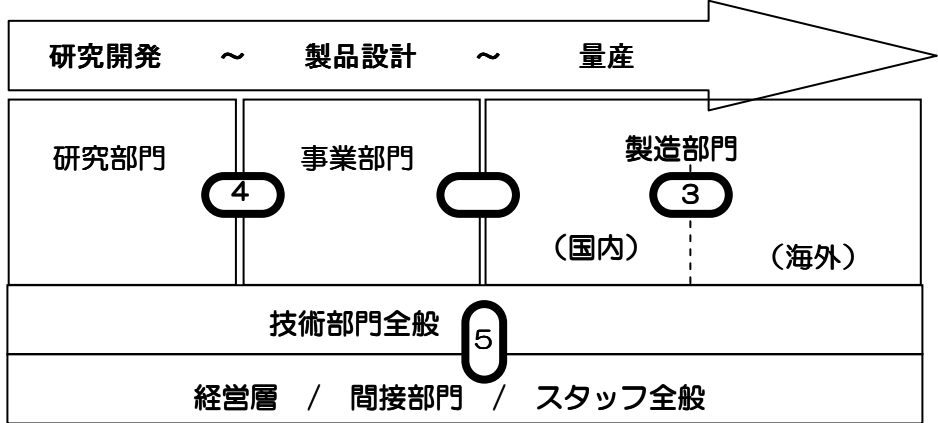 研究開発 ～ 製品設計 ～ 量産
研究部門 事業部門 製造部門
4 3
（国内） （海外）
技術部門全般
5
経営層 / 間接部門 / スタッフ全般